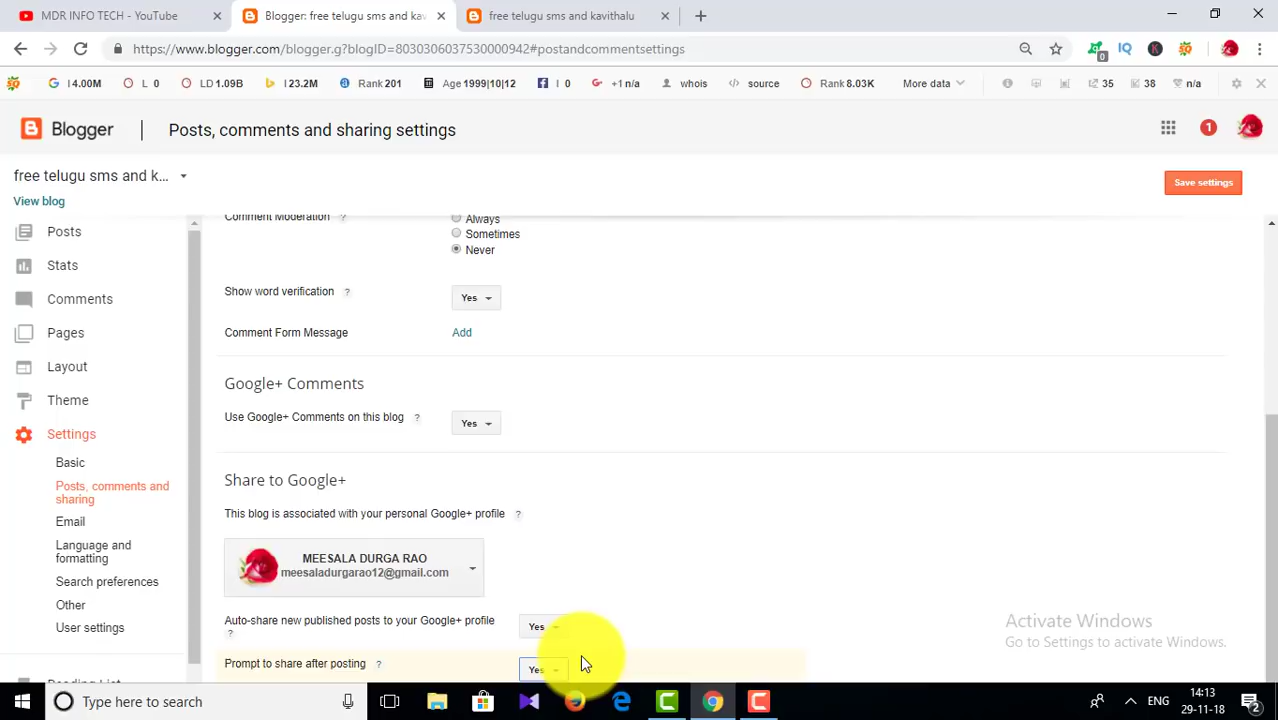 MDR INFO TECH - YouTube
Blogger: free telugu sms and kav
free telugu sms and kavithalu
https://www.blogger.com/blogger.g?blogID=8030306037530000942#postandcommentsettings
0
I 4.00M
L 0
LD 1.09B
I 23.2M
Rank 201
Age 1999|10|12
I 0
+1 n/a
whois
source
Rank 8.03K
More data
35
38
n/a
Blogger
Posts, comments and sharing settings
1
free telugu sms and k...
Save settings
View blog
Posts
Stats
Comments
Pages
Layout
Theme
Settings
Basic
Posts, comments and
sharing
Email
Language and
formatting
Search preferences
Other
User settings
Reading List
Comment Moderation ?
Always
Sometimes
Never
Show word verification ?
Yes
Comment Form Message
Add
Google+ Comments
Use Google+ Comments on this blog ?
Yes
Share to Google+
This blog is associated with your personal Google+ profile ?
MEESALA DURGA RAO
meesaladurgarao12@gmail.com
Auto-share new published posts to your Google+ profile
?
Yes
Prompt to share after posting ?
Yes
Activate Windows
Go to Settings to activate Windows.
Type here to search
ENG
14:13
29-11-18
2